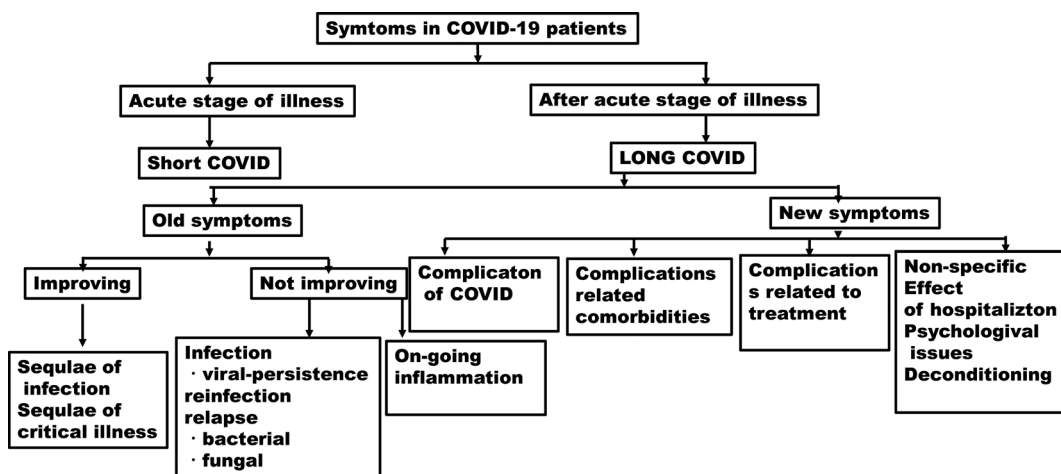 Symtoms in COVID-19 patients
Acute stage of illness
After acute stage of illness
Short COVID
LONG COVID
Old symptoms
New symptoms
Improving
Not improving
Complicaton
of COVID
Complications
related
comorbidities
Complication
s related to
treatment
Non-specific
Effect
of hospitalizton
Psychologival
issues
Deconditioning
Sequlae of
infection
Sequlae of
critical illness
Infection
· viral-persistence
reinfection
relapse
· bacterial
· fungal
On-going
inflammation